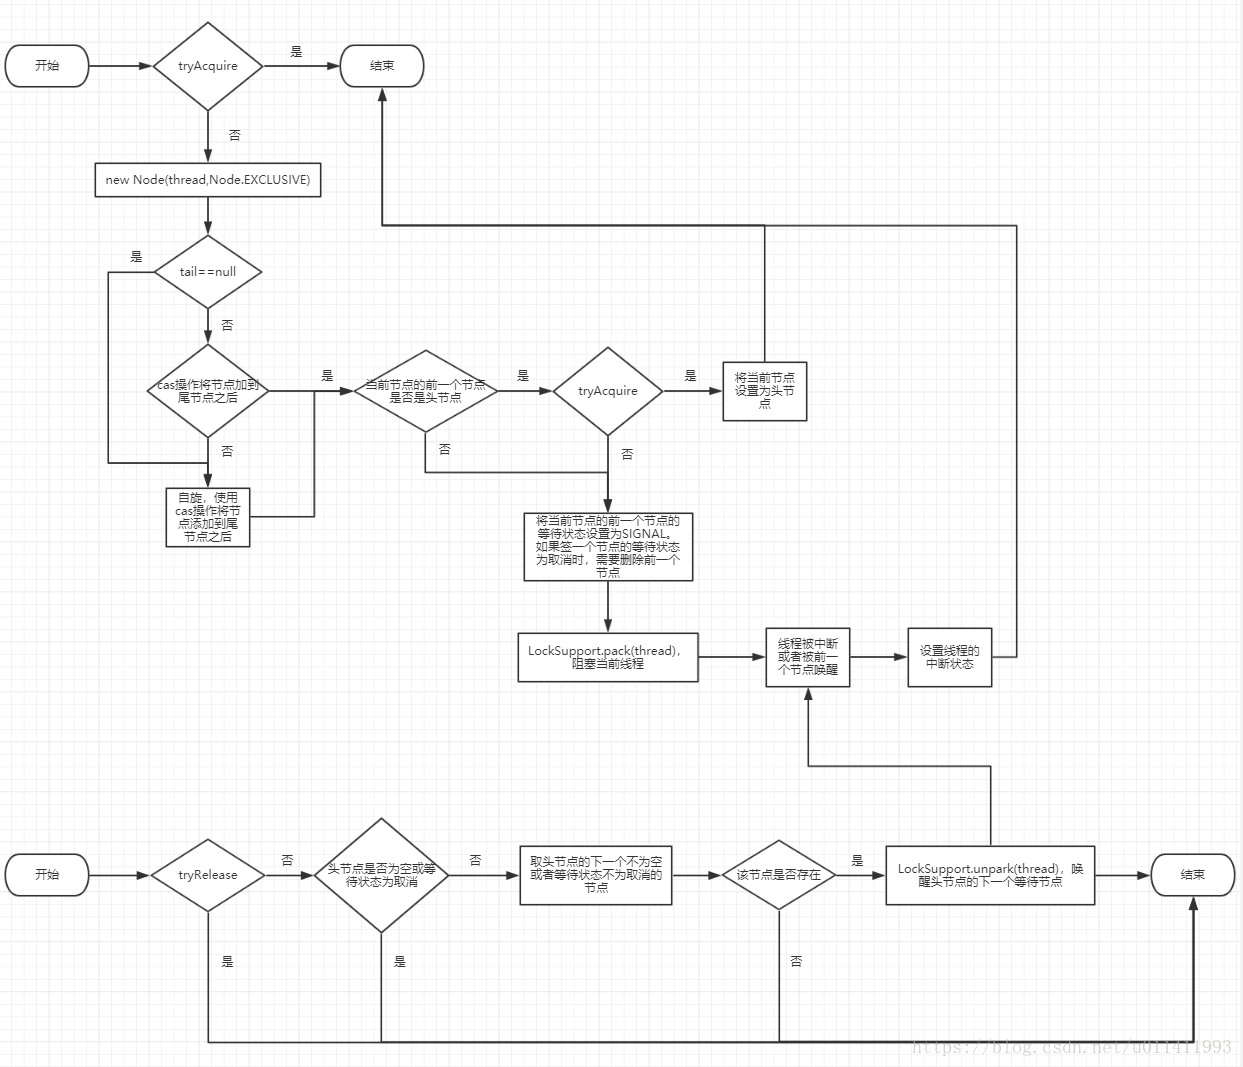 开始
tryAcquire
是
结束
否
new Node(thread,Node.EXCLUSIVE)
是
tail==null
否
cas操作将节点加到
尾节点之后
是
当前节点的前一个节点
是否是头节点
是
tryAcquire
是
将当前节点
设置为头节
点
否
否
否
自旋，使用
cas操作将节
点添加到尾
节点之后
将当前节点的前一个节点的
等待状态设置为SIGNAL。
如果签一个节点的等待状态
为取消时，需要删除前一个
节点
LockSupport.pack(thread)，
阻塞当前线程
线程被中断
或者被前一
个节点唤醒
设置线程的
中断状态
开始
tryRelease
否
头节点是否为空或等
待状态为取消
否
取头节点的下一个不为空
或者等待状态不为取消的
节点
该节点是否存在
是
LockSupport.unpark(thread)，唤
醒头节点的下一个等待节点
结束
是
是
否
https://blog.csdn.net/u011411993